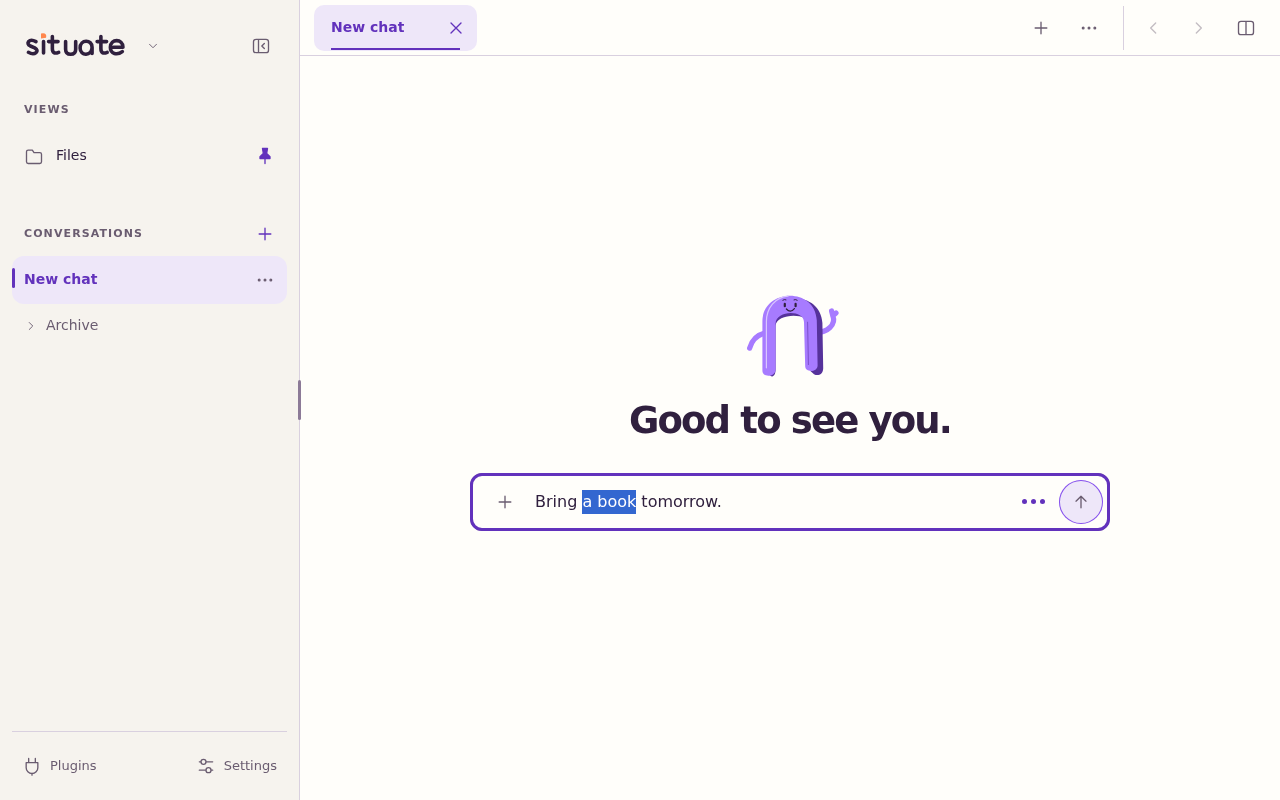 situate
VIEWS
Files
CONVERSATIONS
New chat
Archive
Plugins
Settings
New chat
Good to see you.
Bring a book tomorrow.